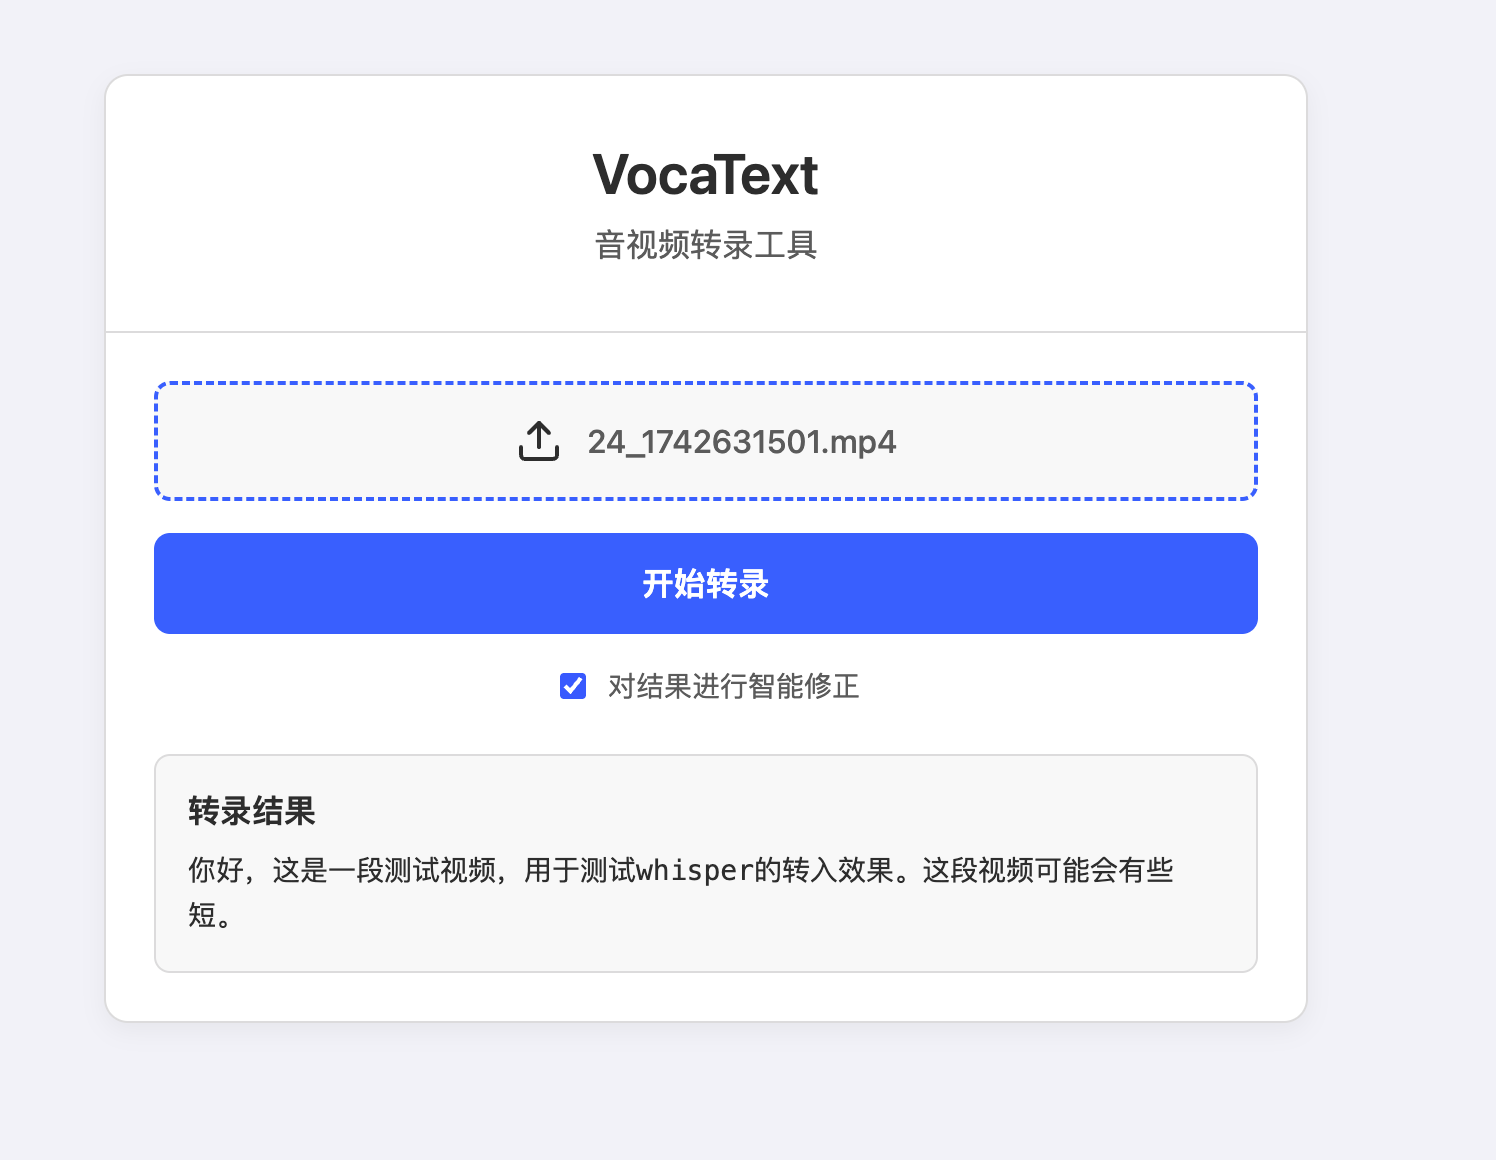 VocaText
音视频转录工具
24_1742631501.mp4
开始转录
对结果进行智能修正
转录结果
你好，这是一段测试视频，用于测试whisper的转入效果。这段视频可能会有些
短。